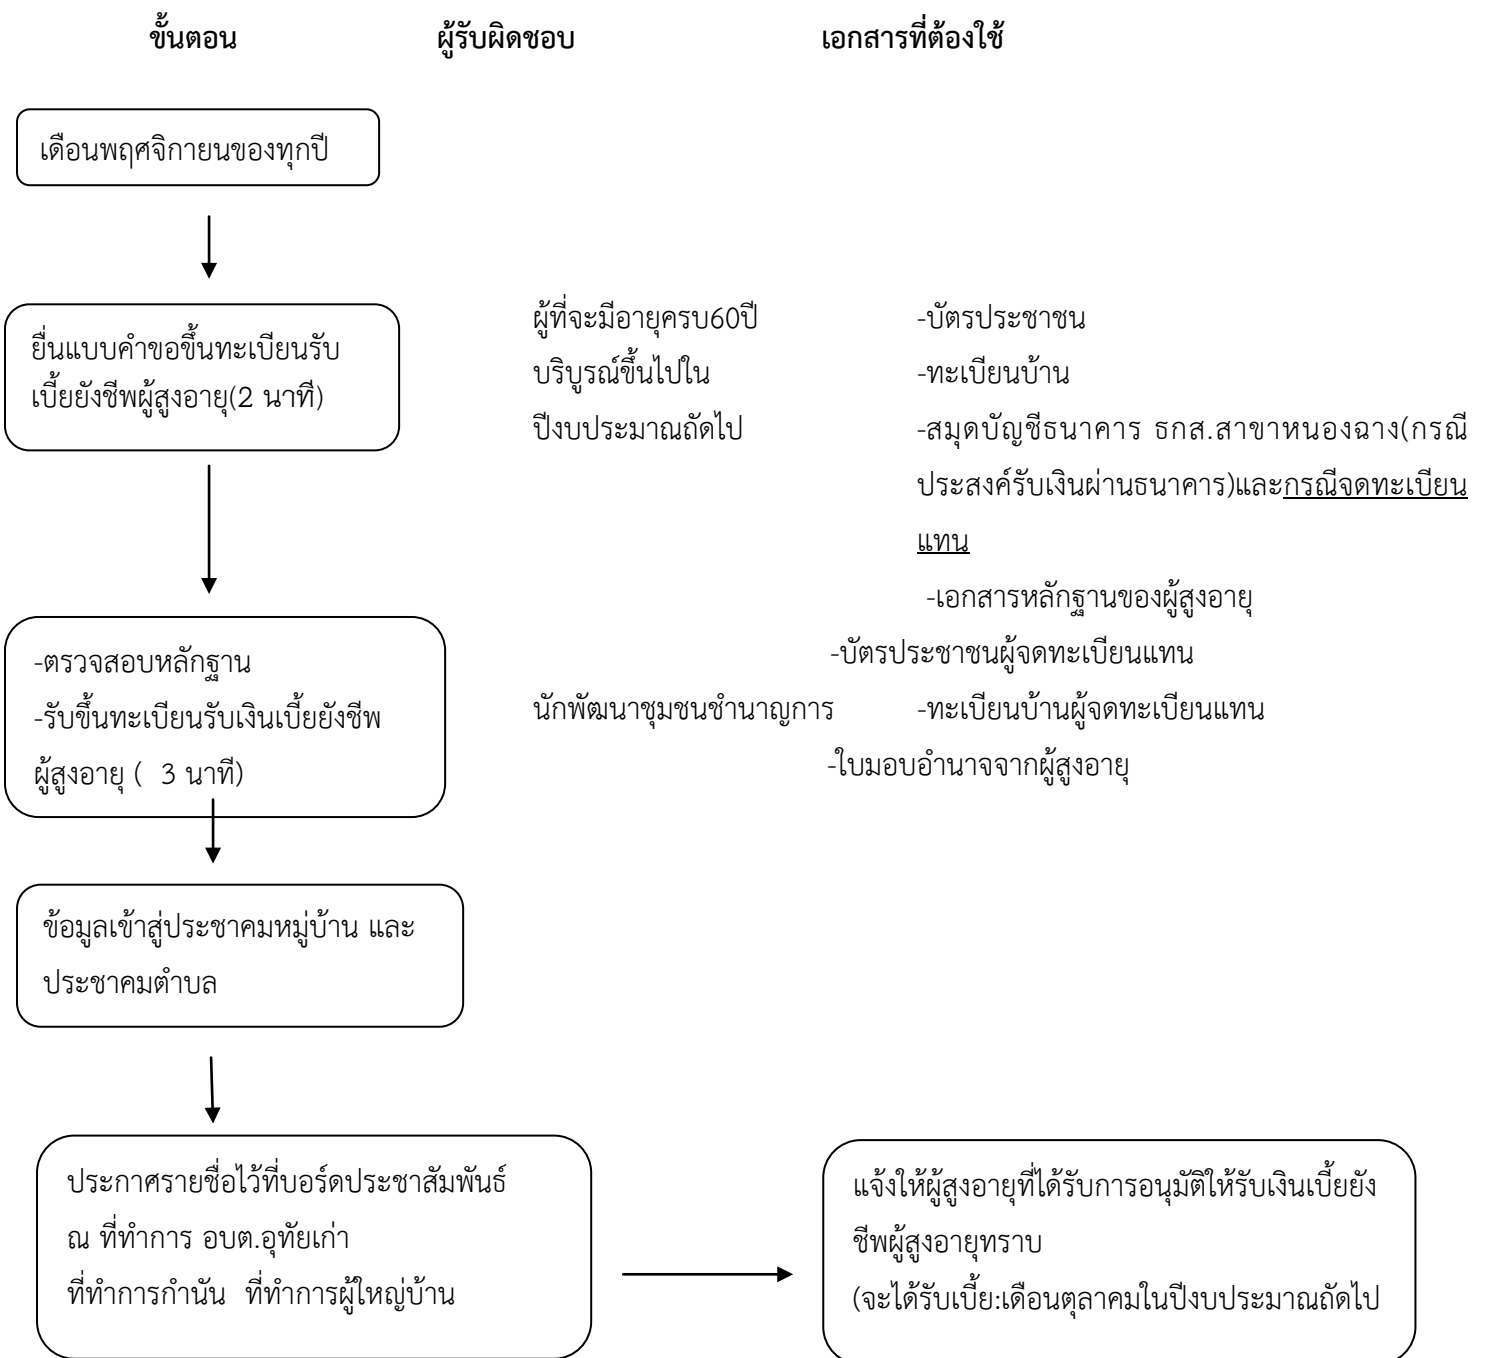 ขั้นตอน ผู้รับผิดชอบ เอกสารที่ต้องใช้
เดือนพฤศจิกายนของทุกปี
ยื่นแบบคำขอขึ้นทะเบียนรับ
เบี้ยยังชีพผู้สูงอายุ(2 นาที)
ผู้ที่จะมีอายุครบ60ปี
บริบูรณ์ขึ้นไปใน
ปีงบประมาณถัดไป
-บัตรประชาชน
-ทะเบียนบ้าน
-สมุดบัญชีธนาคาร ธกส.สาขาหนองฉาง(กรณี
ประสงค์รับเงินผ่านธนาคาร)และกรณีจดทะเบียน
แทน
-เอกสารหลักฐานของผู้สูงอายุ
-บัตรประชาชนผู้จดทะเบียนแทน
-ตรวจสอบหลักฐาน
-รับขึ้นทะเบียนรับเงินเบี้ยยังชีพ
ผู้สูงอายุ ( 3 นาที)
นักพัฒนาชุมชนชำนาญการ
-ทะเบียนบ้านผู้จดทะเบียนแทน
-ใบมอบอำนาจจากผู้สูงอายุ
ข้อมูลเข้าสู่ประชาคมหมู่บ้าน และ
ประชาคมตำบล
ประกาศรายชื่อไว้ที่บอร์ดประชาสัมพันธ์
ณ ที่ทำการ อบต.อุทัยเก่า
ที่ทำการกำนัน ที่ทำการผู้ใหญ่บ้าน
แจ้งให้ผู้สูงอายุที่ได้รับการอนุมัติให้รับเงินเบี้ยยัง
ชีพผู้สูงอายุทราบ
(จะได้รับเบี้ย:เดือนตุลาคมในปีงบประมาณถัดไป